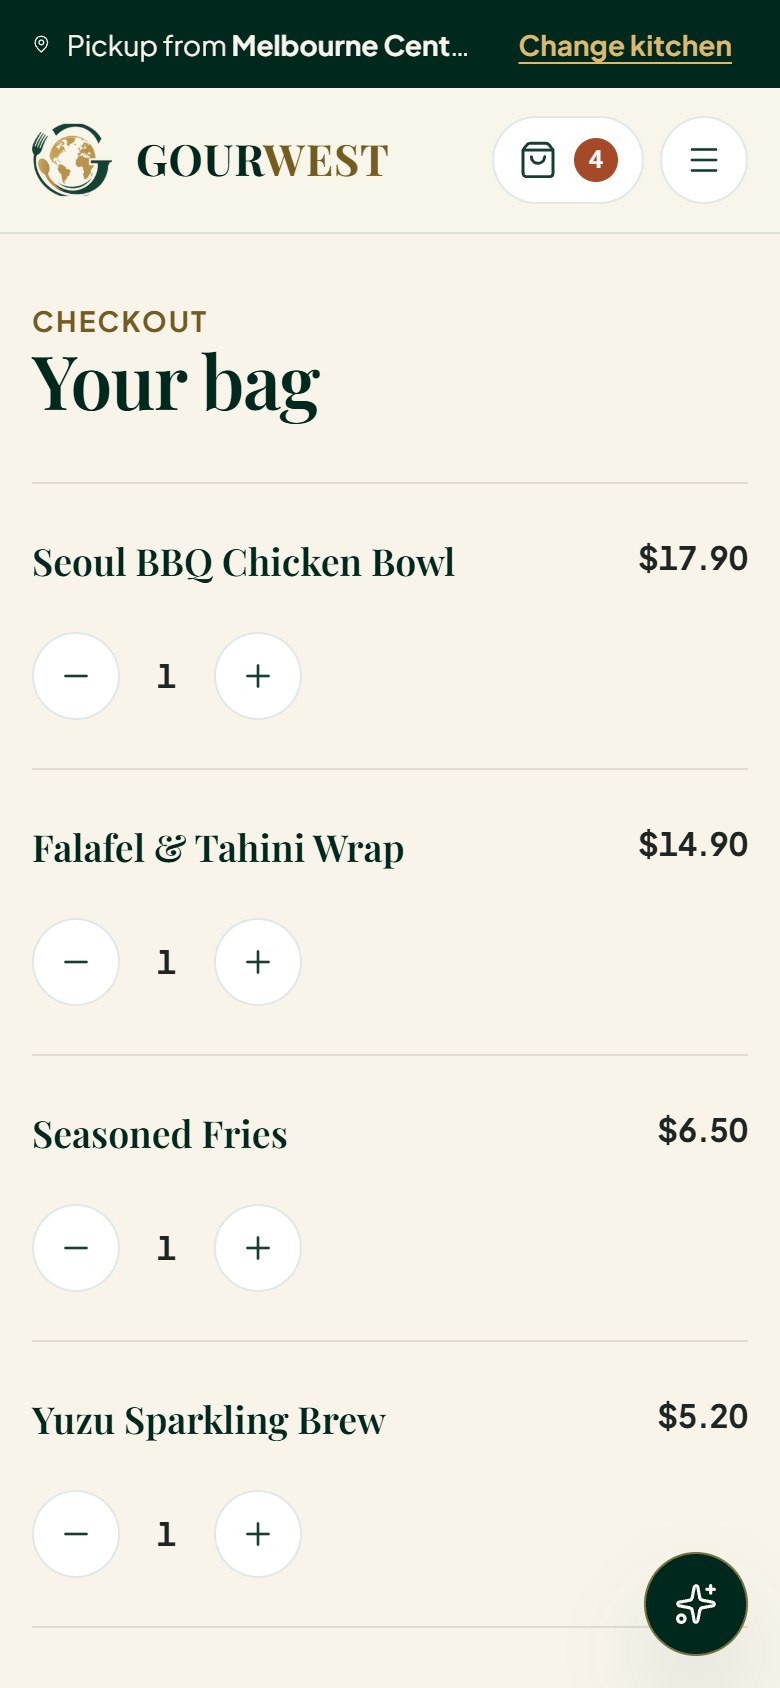 Pickup from Melbourne Cent... Change kitchen
GOURWEST 4
CHECKOUT
Your bag
Seoul BBQ Chicken Bowl $17.90
1
Falafel & Tahini Wrap $14.90
1
Seasoned Fries $6.50
1
Yuzu Sparkling Brew $5.20
1